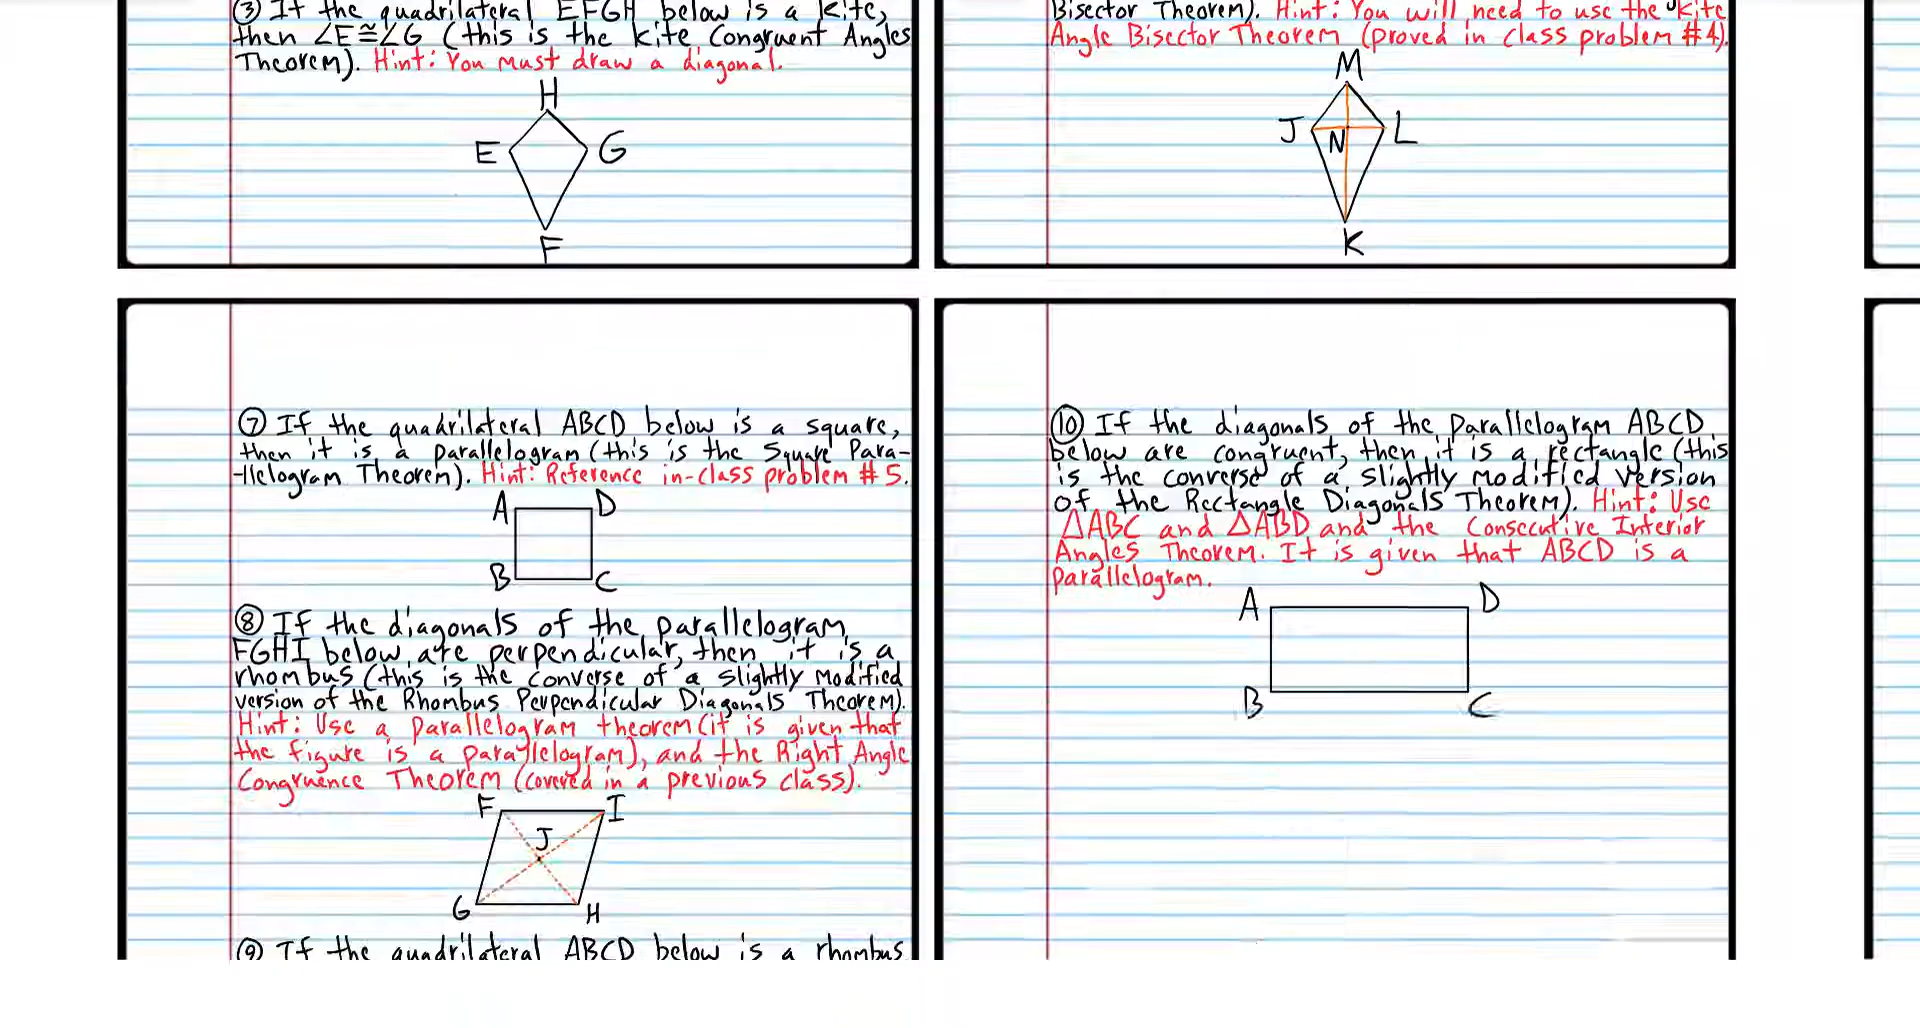 ③ If the quadrilateral EFGH below is a kite,
then ∠E≅∠G (this is the Kite Congruent Angles
Theorem). Hint: You must draw a diagonal.
H
E
G
F
Bisector Theorem). Hint: You will need to use the Kite
Angle Bisector Theorem (proved in class problem #4).
M
J
N
L
K
⑦ If the quadrilateral ABCD below is a square,
then it is a parallelogram (this is the Square Para-
-llelogram Theorem). Hint: Reference in-class problem #5.
A
D
B
C
⑧ If the diagonals of the parallelogram
FGHI below are perpendicular, then it is a
rhombus (this is the converse of a slightly modified
version of the Rhombus Perpendicular Diagonals Theorem).
Hint: Use a parallelogram theorem (it is given that
the figure is a parallelogram), and the Right Angle
Congruence Theorem (covered in a previous class).
F
I
J
G
H
⑨ If the quadrilateral ABCD below is a rhombus
⑩ If the diagonals of the parallelogram ABCD
below are congruent, then it is a rectangle (this
is the converse of a slightly modified version
of the Rectangle Diagonals Theorem). Hint: Use
△ABC and △ABD and the Consecutive Interior
Angles Theorem. It is given that ABCD is a
parallelogram.
A
D
B
C